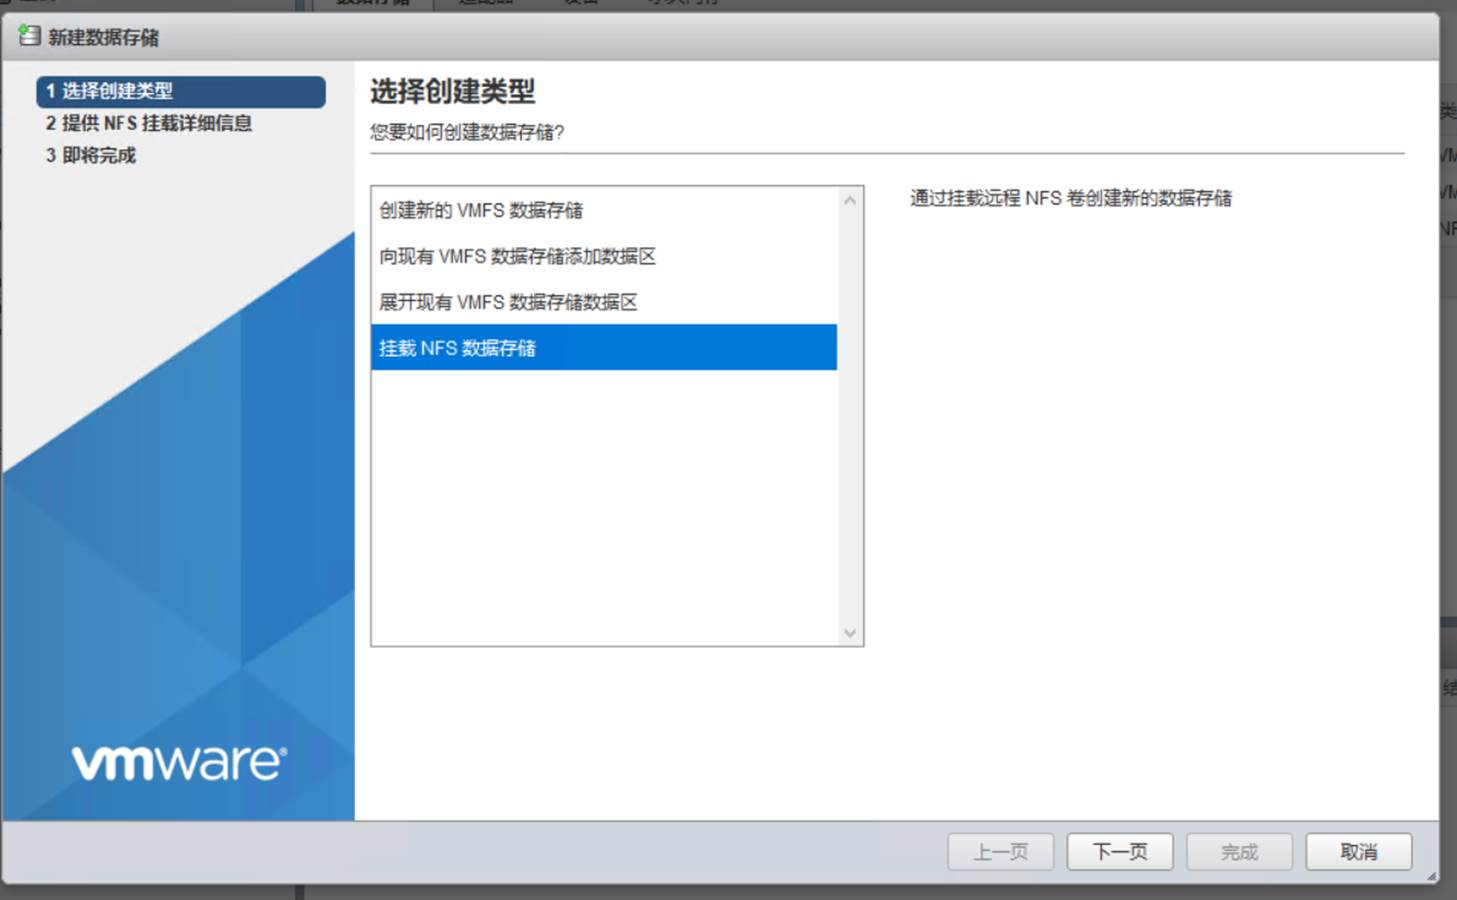 新建数据存储
1 选择创建类型
2 提供 NFS 挂载详细信息
3 即将完成
选择创建类型
您要如何创建数据存储?
创建新的 VMFS 数据存储
向现有 VMFS 数据存储添加数据区
展开现有 VMFS 数据存储数据区
挂载 NFS 数据存储
通过挂载远程 NFS 卷创建新的数据存储
vmware®
上一页
下一页
完成
取消